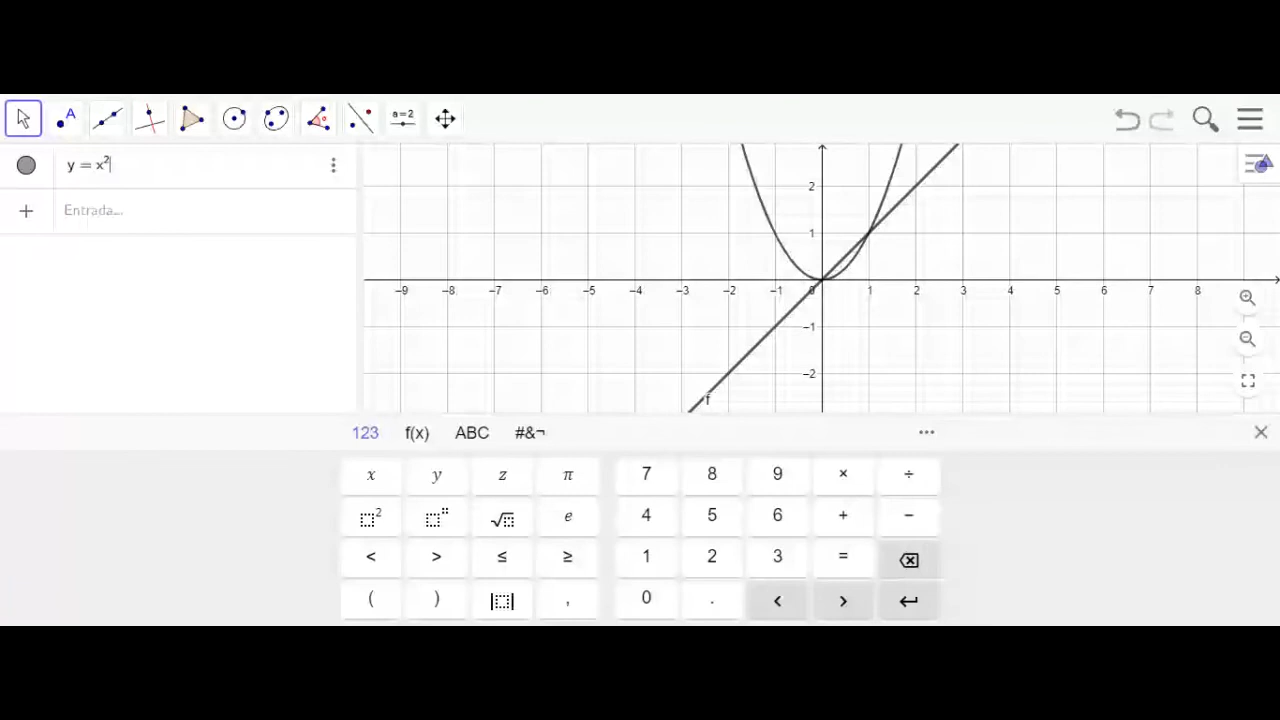 A
a=2
y = x²
Entrada...
2
1
−9 −8 −7 −6 −5 −4 −3 −2 −1 0 1 2 3 4 5 6 7 8
−1
−2
f
123 f(x) ABC #&¬ ...
x y z π 7 8 9 × ÷
² √ e 4 5 6 + −
< > ≤ ≥ 1 2 3 =
( ) | | , 0 . < >